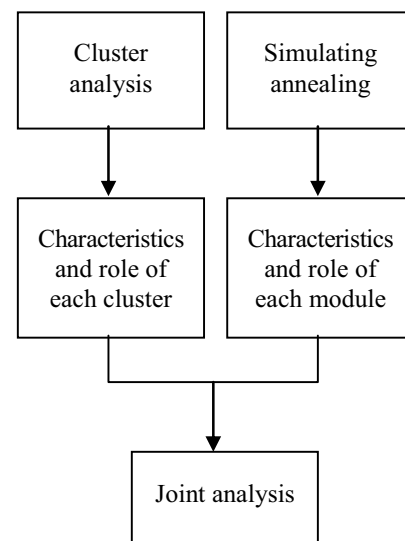 Cluster
analysis
Simulating
annealing
Characteristics
and role of
each cluster
Characteristics
and role of
each module
Joint analysis